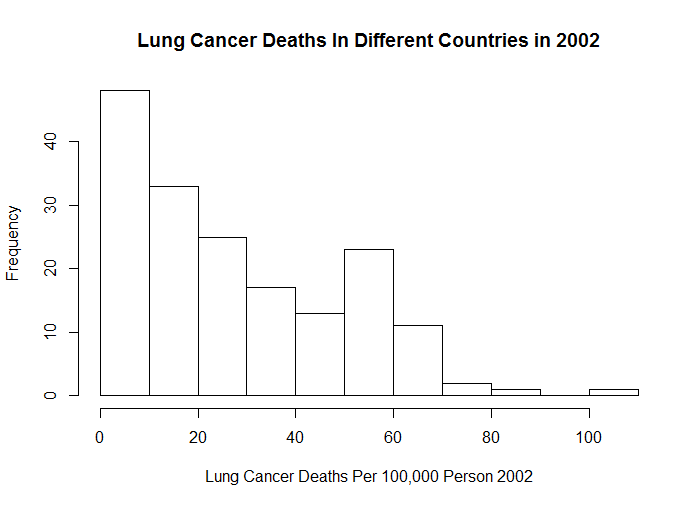 Lung Cancer Deaths In Different Countries in 2002
Frequency
40
30
20
10
0
0 20 40 60 80 100
Lung Cancer Deaths Per 100,000 Person 2002